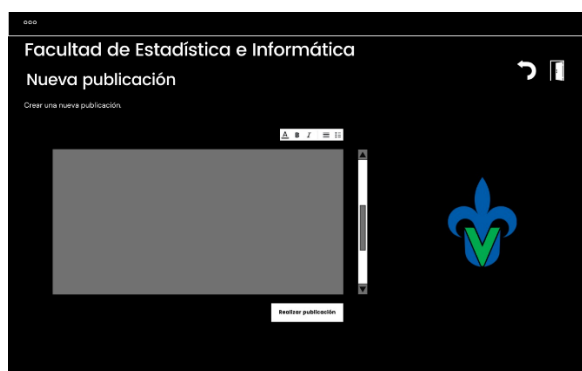 Facultad de Estadística e Informática
Nueva publicación
Crear una nueva publicación.
A B I
Realizar publicación